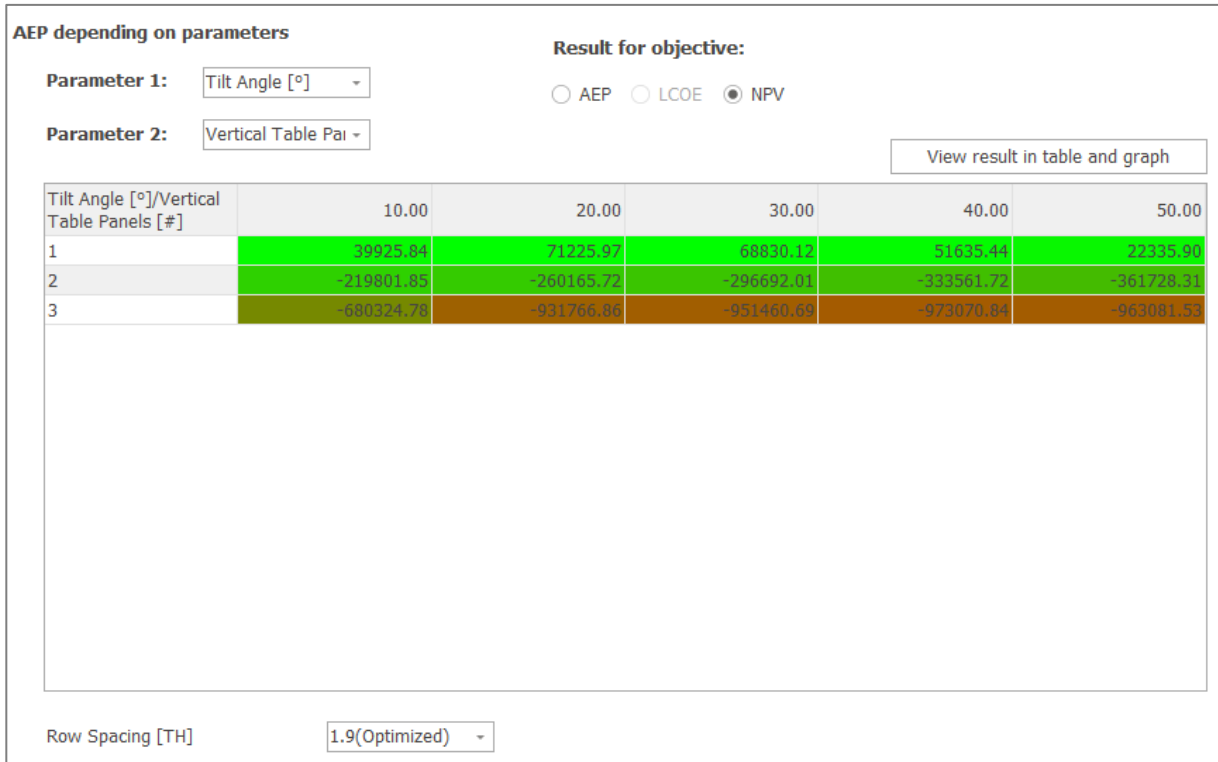 AEP depending on parameters
Result for objective:
Parameter 1: Tilt Angle [º]
AEP LCOE NPV
Parameter 2: Vertical Table Par
View result in table and graph
Tilt Angle [º]/Vertical
Table Panels [#] 10.00 20.00 30.00 40.00 50.00
1 39925.84 71225.97 68830.12 51635.44 22335.90
2 -219801.85 -260165.72 -296692.01 -333561.72 -361728.31
3 -680324.78 -931766.86 -951460.69 -973070.84 -963081.53
Row Spacing [TH] 1.9(Optimized)